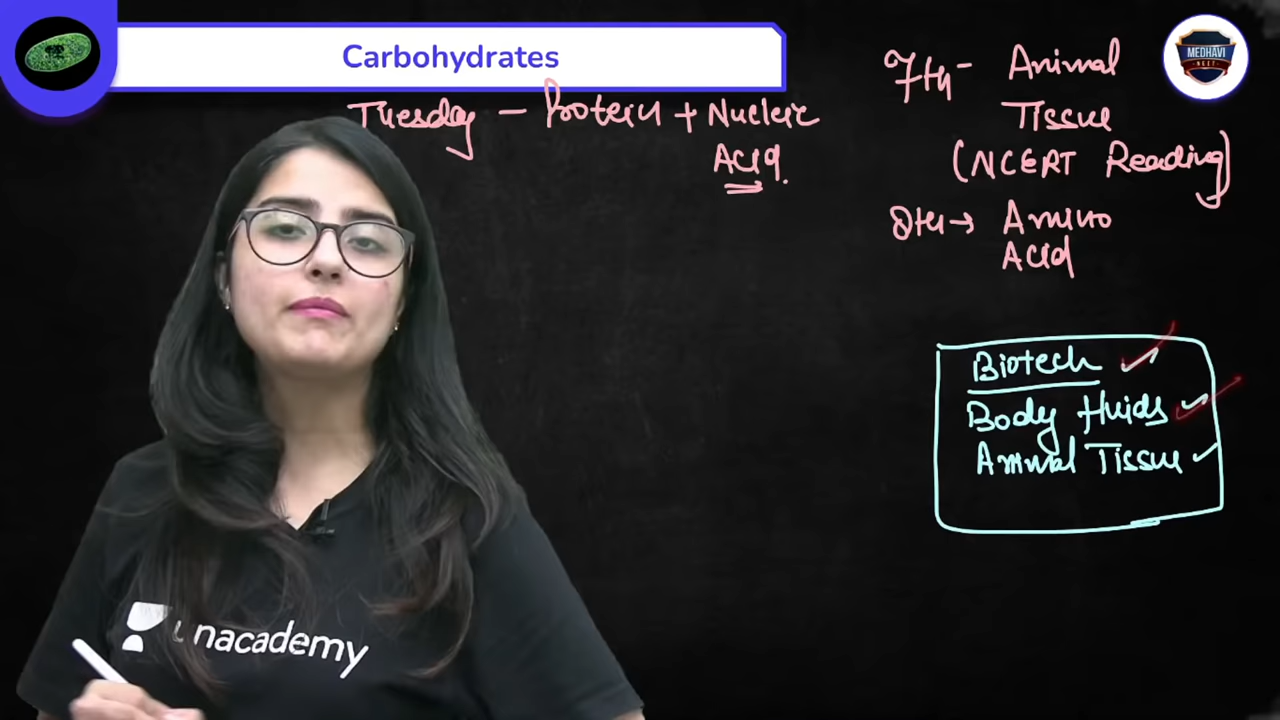 Carbohydrates
Tuesday - Protein + Nucleic
Acid.
7th - Animal
Tissue
(NCERT Reading)
8th → Amino
Acid
MEDHAVI
NEET
Biotech ✓
Body fluids ✓
Animal Tissue ✓
unacademy